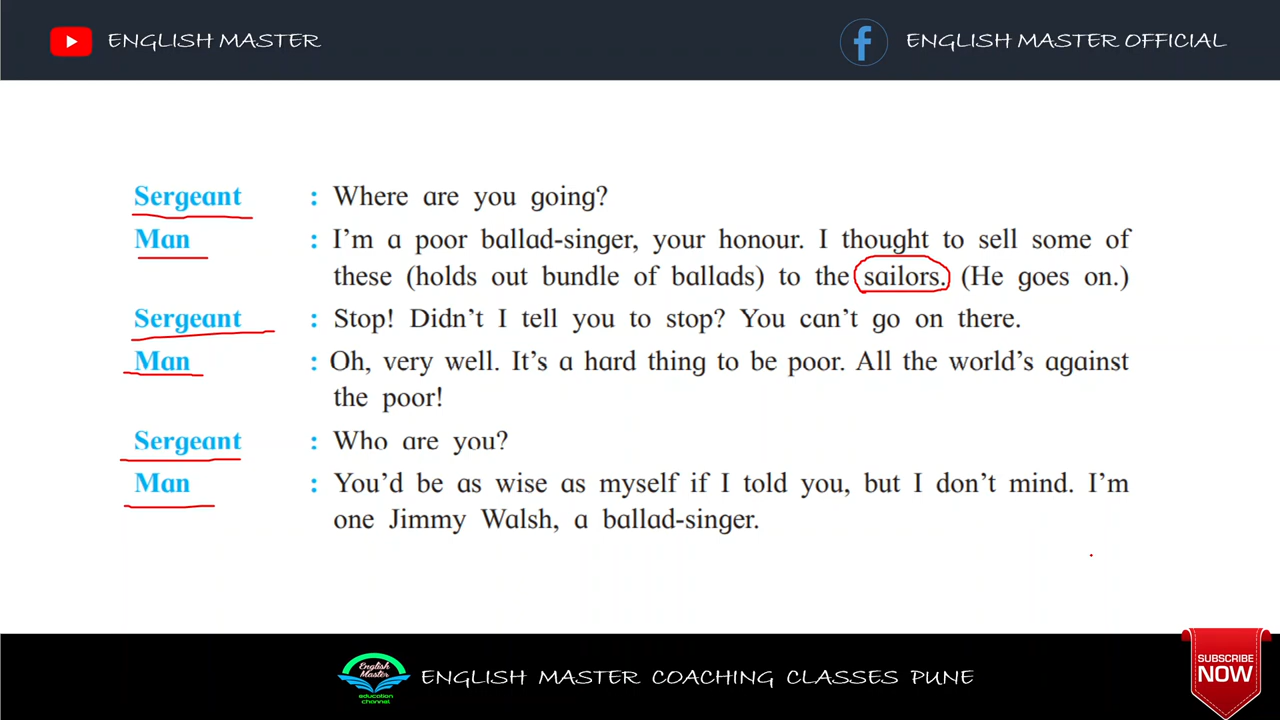 ENGLISH MASTER
ENGLISH MASTER OFFICIAL
Sergeant : Where are you going?
Man : I'm a poor ballad-singer, your honour. I thought to sell some of
these (holds out bundle of ballads) to the sailors. (He goes on.)
Sergeant : Stop! Didn't I tell you to stop? You can't go on there.
Man : Oh, very well. It's a hard thing to be poor. All the world's against
the poor!
Sergeant : Who are you?
Man : You'd be as wise as myself if I told you, but I don't mind. I'm
one Jimmy Walsh, a ballad-singer.
English
Master
education
channel
ENGLISH MASTER COACHING CLASSES PUNE
SUBSCRIBE
NOW